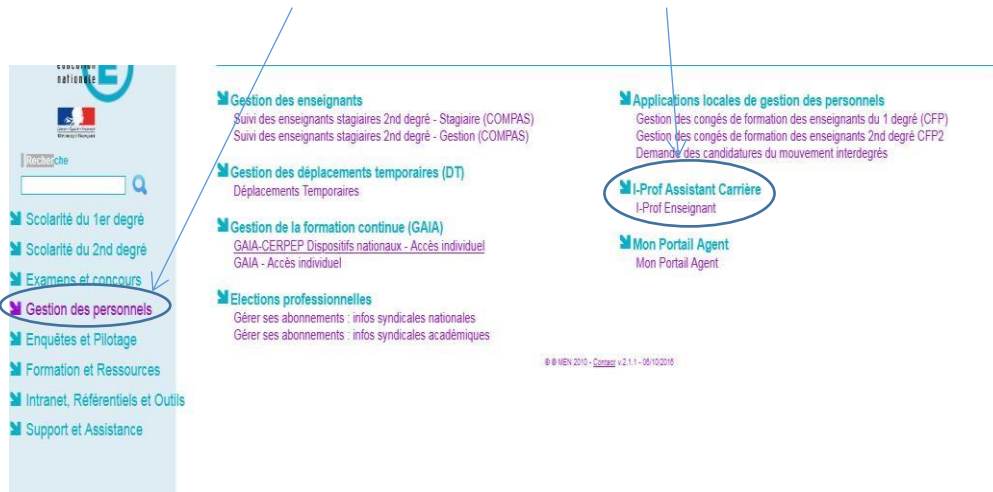 nationale
Recherche
Scolarité du 1er degré
Scolarité du 2nd degré
Examens et concours
Gestion des personnels
Enquêtes et Pilotage
Formation et Ressources
Intranet, Référentiels et Outils
Support et Assistance
Gestion des enseignants
Suivi des enseignants stagiaires 2nd degré - Stagiaire (COMPAS)
Suivi des enseignants stagiaires 2nd degré - Gestion (COMPAS)
Gestion des déplacements temporaires (DT)
Déplacements Temporaires
Gestion de la formation continue (GAIA)
GAIA-CERPEP Dispositifs nationaux - Accès individuel
GAIA - Accès individuel
Elections professionnelles
Gérer ses abonnements : infos syndicales nationales
Gérer ses abonnements : infos syndicales académiques
Applications locales de gestion des personnels
Gestion des congés de formation des enseignants du 1 degré (CFP)
Gestion des congés de formation des enseignants 2nd degré CFP2
Demande des candidatures du mouvement interdegrés
I-Prof Assistant Carrière
I-Prof Enseignant
Mon Portail Agent
Mon Portail Agent
© © MEN 2010 - Contact v.2.1.1 - 06/10/2016